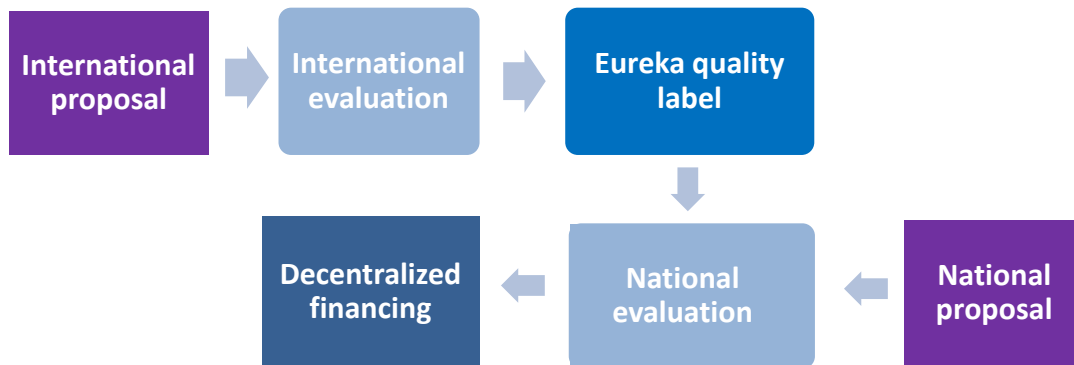 International
proposal
International
evaluation
Eureka quality
label
Decentralized
financing
National
evaluation
National
proposal